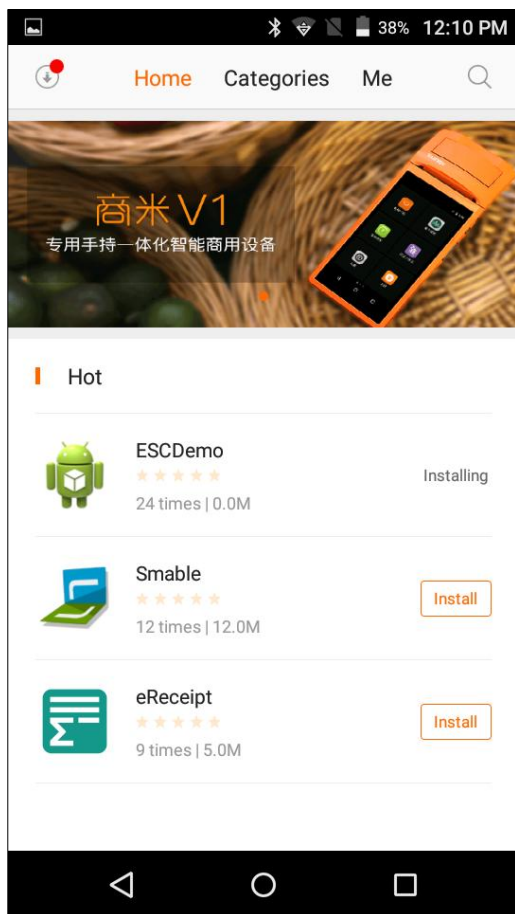 38% 12:10 PM
Home Categories Me
商米V1
专用手持一体化智能商用设备
Hot
ESCDemo
24 times | 0.0M
Installing
Smable
12 times | 12.0M
Install
eReceipt
9 times | 5.0M
Install